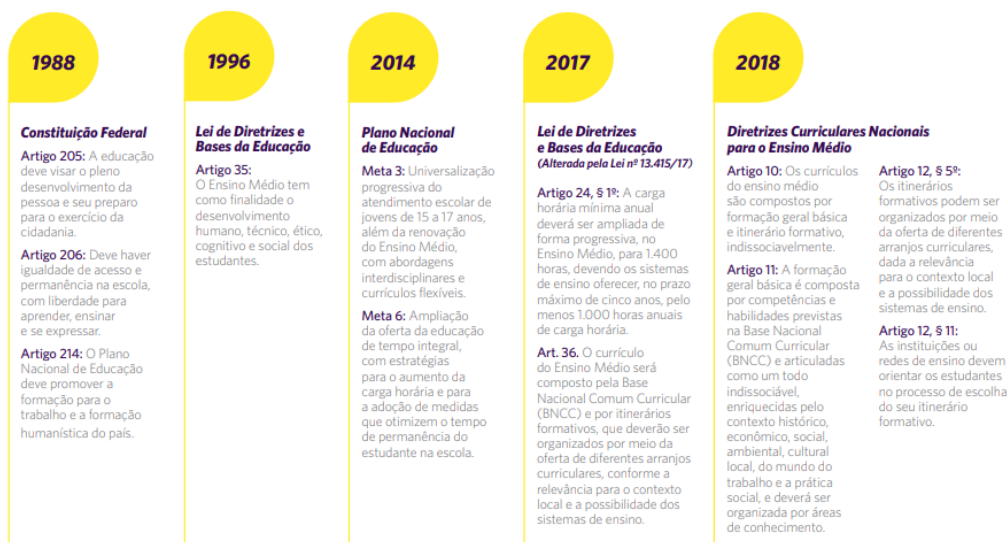 1988
Constituição Federal
Artigo 205: A educação
deve visar o pleno
desenvolvimento da
pessoa e seu preparo
para o exercício da
cidadania.
Artigo 206: Deve haver
igualdade de acesso e
permanência na escola,
com liberdade para
aprender, ensinar
e se expressar.
Artigo 214: O Plano
Nacional de Educação
deve promover a
formação para o
trabalho e a formação
humanística do país.
1996
Lei de Diretrizes e
Bases da Educação
Artigo 35:
O Ensino Médio tem
como finalidade o
desenvolvimento
humano, técnico, ético,
cognitivo e social dos
estudantes.
2014
Plano Nacional
de Educação
Meta 3: Universalização
progressiva do
atendimento escolar de
jovens de 15 a 17 anos,
além da renovação
do Ensino Médio,
com abordagens
interdisciplinares e
currículos flexíveis.
Meta 6: Ampliação
da oferta da educação
de tempo integral,
com estratégias
para o aumento da
carga horária e para
a adoção de medidas
que otimizem o tempo
de permanência do
estudante na escola.
2017
Lei de Diretrizes
e Bases da Educação
(Alterada pela Lei nº 13.415/17)
Artigo 24, § 1º: A carga
horária mínima anual
deverá ser ampliada de
forma progressiva, no
Ensino Médio, para 1.400
horas, devendo os sistemas
de ensino oferecer, no prazo
máximo de cinco anos, pelo
menos 1.000 horas anuais
de carga horária.
Art. 36. O currículo
do Ensino Médio será
composto pela Base
Nacional Comum Curricular
(BNCC) e por itinerários
formativos, que deverão ser
organizados por meio da
oferta de diferentes arranjos
curriculares, conforme a
relevância para o contexto
local e a possibilidade dos
sistemas de ensino.
2018
Diretrizes Curriculares Nacionais
para o Ensino Médio
Artigo 10: Os currículos
do ensino médio
são compostos por
formação geral básica
e itinerário formativo,
indissociavelmente.
Artigo 11: A formação
geral básica é composta
por competências e
habilidades previstas
na Base Nacional
Comum Curricular
(BNCC) e articuladas
como um todo
indissociável,
enriquecidas pelo
contexto histórico,
econômico, social,
ambiental, cultural
local, do mundo do
trabalho e a prática
social, e deverá ser
organizada por áreas
de conhecimento.
Artigo 12, § 5º:
Os itinerários
formativos podem ser
organizados por meio
da oferta de diferentes
arranjos curriculares,
dada a relevância
para o contexto local
e a possibilidade dos
sistemas de ensino.
Artigo 12, § 11:
As instituições ou
redes de ensino devem
orientar os estudantes
no processo de escolha
do seu itinerário
formativo.